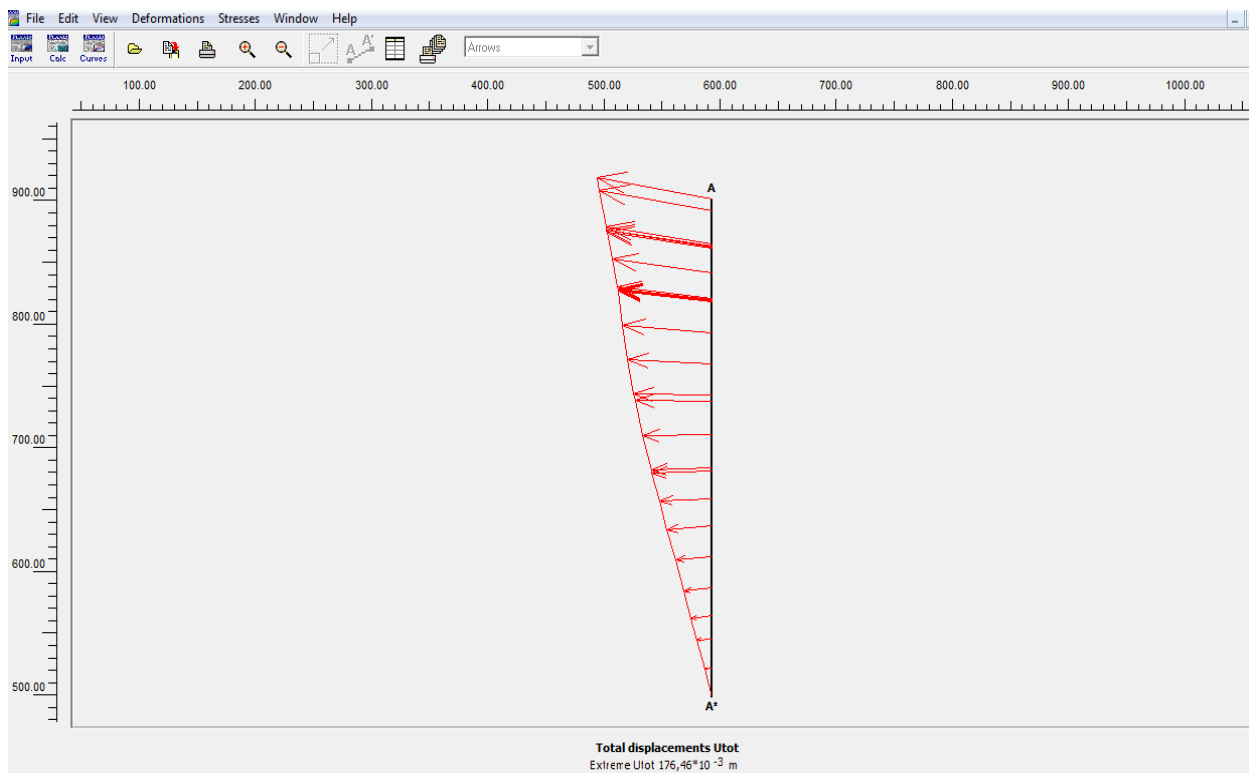 File Edit View Deformations Stresses Window Help
Input Calc Curves A A' Arrows
100.00 200.00 300.00 400.00 500.00 600.00 700.00 800.00 900.00 1000.00
900.00
800.00
700.00
600.00
500.00
A
A*
Total displacements Utot
Extreme Utot 176,46*10 -3 m